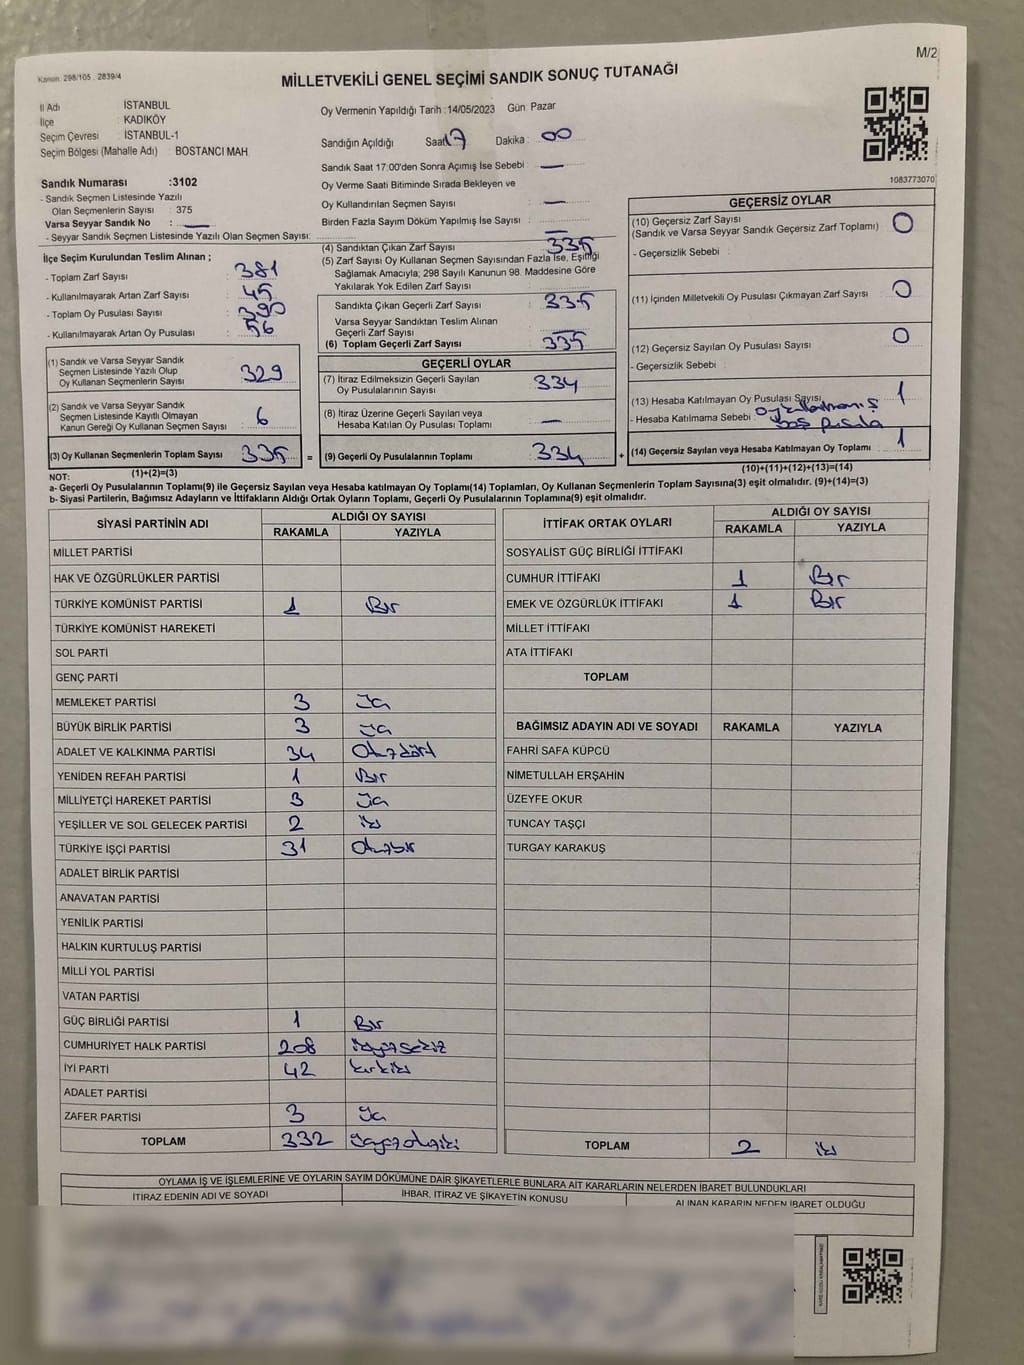 M/2
Kanun: 298/105 , 2839/4
MİLLETVEKİLİ GENEL SEÇİMİ SANDIK SONUÇ TUTANAĞI
İl Adı : İSTANBUL
İlçe : KADIKÖY
Seçim Çevresi : İSTANBUL-1
Seçim Bölgesi (Mahalle Adı) : BOSTANCI MAH.
Sandık Numarası :3102
- Sandık Seçmen Listesinde Yazılı
Olan Seçmenlerin Sayısı : 375
Varsa Seyyar Sandık No : —
- Seyyar Sandık Seçmen Listesinde Yazılı Olan Seçmen Sayısı:
Oy Vermenin Yapıldığı Tarih :14/05/2023 Gün: Pazar
Sandığın Açıldığı Saat: 17 Dakika : 00
Sandık Saat 17:00'den Sonra Açımış İse Sebebi : —
Oy Verme Saati Bitiminde Sırada Bekleyen ve
Oy Kullandırılan Seçmen Sayısı : —
Birden Fazla Sayım Döküm Yapılmış İse Sayısı : —
1083773070
İlçe Seçim Kurulundan Teslim Alınan ;
- Toplam Zarf Sayısı : 381
- Kullanılmayarak Artan Zarf Sayısı : 45
- Toplam Oy Pusulası Sayısı : 390
- Kullanılmayarak Artan Oy Pusulası : 56
(1) Sandık ve Varsa Seyyar Sandık
Seçmen Listesinde Yazılı Olup
Oy Kullanan Seçmenlerin Sayısı : 329
(2) Sandık ve Varsa Seyyar Sandık
Seçmen Listesinde Kayıtlı Olmayan
Kanun Gereği Oy Kullanan Seçmen Sayısı : 6
(3) Oy Kullanan Seçmenlerin Toplam Sayısı : 335 =
(1)+(2)=(3)
(4) Sandıktan Çıkan Zarf Sayısı : 335
(5) Zarf Sayısı Oy Kullanan Seçmen Sayısından Fazla İse, Eşitliği
Sağlamak Amacıyla; 298 Sayılı Kanunun 98. Maddesine Göre
Yakılarak Yok Edilen Zarf Sayısı :
Sandıkta Çıkan Geçerli Zarf Sayısı : 335
Varsa Seyyar Sandıktan Teslim Alınan
Geçerli Zarf Sayısı : —
(6) Toplam Geçerli Zarf Sayısı : 335
GEÇERLİ OYLAR
(7) İtiraz Edilmeksizin Geçerli Sayılan
Oy Pusulalarının Sayısı : 334
(8) İtiraz Üzerine Geçerli Sayılan veya
Hesaba Katılan Oy Pusulası Toplamı : —
(9) Geçerli Oy Pusulalarının Toplamı : 334 +
GEÇERSİZ OYLAR
(10) Geçersiz Zarf Sayısı
(Sandık ve Varsa Seyyar Sandık Geçersiz Zarf Toplamı) : 0
- Geçersizlik Sebebi :
(11) İçinden Milletvekili Oy Pusulası Çıkmayan Zarf Sayısı : 0
(12) Geçersiz Sayılan Oy Pusulası Sayısı : 0
- Geçersizlik Sebebi :
(13) Hesaba Katılmayan Oy Pusulası Sayısı : 1
- Hesaba Katılmama Sebebi : boş pusula
(14) Geçersiz Sayılan veya Hesaba Katılmayan Oy Toplamı : 1
(10)+(11)+(12)+(13)=(14)
NOT:
a- Geçerli Oy Pusulalarının Toplamı(9) ile Geçersiz Sayılan veya Hesaba katılmayan Oy Toplamı(14) Toplamları, Oy Kullanan Seçmenlerin Toplam Sayısına(3) eşit olmalıdır. (9)+(14)=(3)
b- Siyasi Partilerin, Bağımsız Adayların ve İttifakların Aldığı Ortak Oyların Toplamı, Geçerli Oy Pusulalarının Toplamına(9) eşit olmalıdır.
SİYASİ PARTİNİN ADI ALDIĞI OY SAYISI
RAKAMLA YAZIYLA
MİLLET PARTİSİ
HAK VE ÖZGÜRLÜKLER PARTİSİ
TÜRKİYE KOMÜNİST PARTİSİ 1 Bir
TÜRKİYE KOMÜNİST HAREKETİ
SOL PARTİ
GENÇ PARTİ
MEMLEKET PARTİSİ 3 Üç
BÜYÜK BİRLİK PARTİSİ 3 Üç
ADALET VE KALKINMA PARTİSİ 34 Otuzdört
YENİDEN REFAH PARTİSİ 1 Bir
MİLLİYETÇİ HAREKET PARTİSİ 3 Üç
YEŞİLLER VE SOL GELECEK PARTİSİ 2 iki
TÜRKİYE İŞÇİ PARTİSİ 31 Otuzbir
ADALET BİRLİK PARTİSİ
ANAVATAN PARTİSİ
YENİLİK PARTİSİ
HALKIN KURTULUŞ PARTİSİ
MİLLİ YOL PARTİSİ
VATAN PARTİSİ
GÜÇ BİRLİĞİ PARTİSİ 1 Bir
CUMHURİYET HALK PARTİSİ 208 ikiyüzsekiz
İYİ PARTİ 42 kırkiki
ADALET PARTİSİ
ZAFER PARTİSİ 3 Üç
TOPLAM 332 Üçyüzotuziki
İTTİFAK ORTAK OYLARI ALDIĞI OY SAYISI
RAKAMLA YAZIYLA
SOSYALİST GÜÇ BİRLİĞİ İTTİFAKI
CUMHUR İTTİFAKI 1 Bir
EMEK VE ÖZGÜRLÜK İTTİFAKI 1 Bir
MİLLET İTTİFAKI
ATA İTTİFAKI
TOPLAM
BAĞIMSIZ ADAYIN ADI VE SOYADI RAKAMLA YAZIYLA
FAHRİ SAFA KÜPCÜ
NİMETULLAH ERŞAHİN
ÜZEYFE OKUR
TUNCAY TAŞÇI
TURGAY KARAKUŞ
TOPLAM 2 iki
OYLAMA İŞ VE İŞLEMLERİNE VE OYLARIN SAYIM DÖKÜMÜNE DAİR ŞİKAYETLERLE BUNLARA AİT KARARLARIN NELERDEN İBARET BULUNDUKLARI
İTİRAZ EDENİN ADI VE SOYADI İHBAR, İTİRAZ VE ŞİKAYETİN KONUSU ALINAN KARARIN NEDEN İBARET OLDUĞU